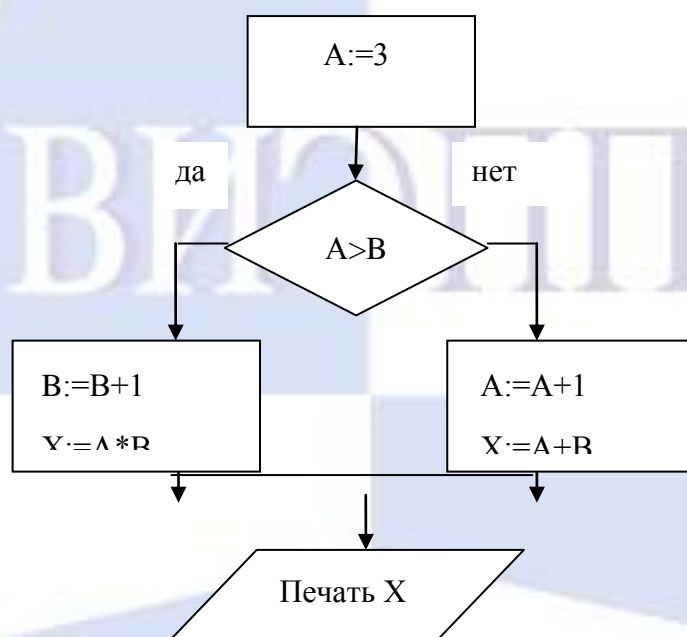 A:=3
да
нет
A>B
B:=B+1
X:=A*B
A:=A+1
X:=A+B
Печать X